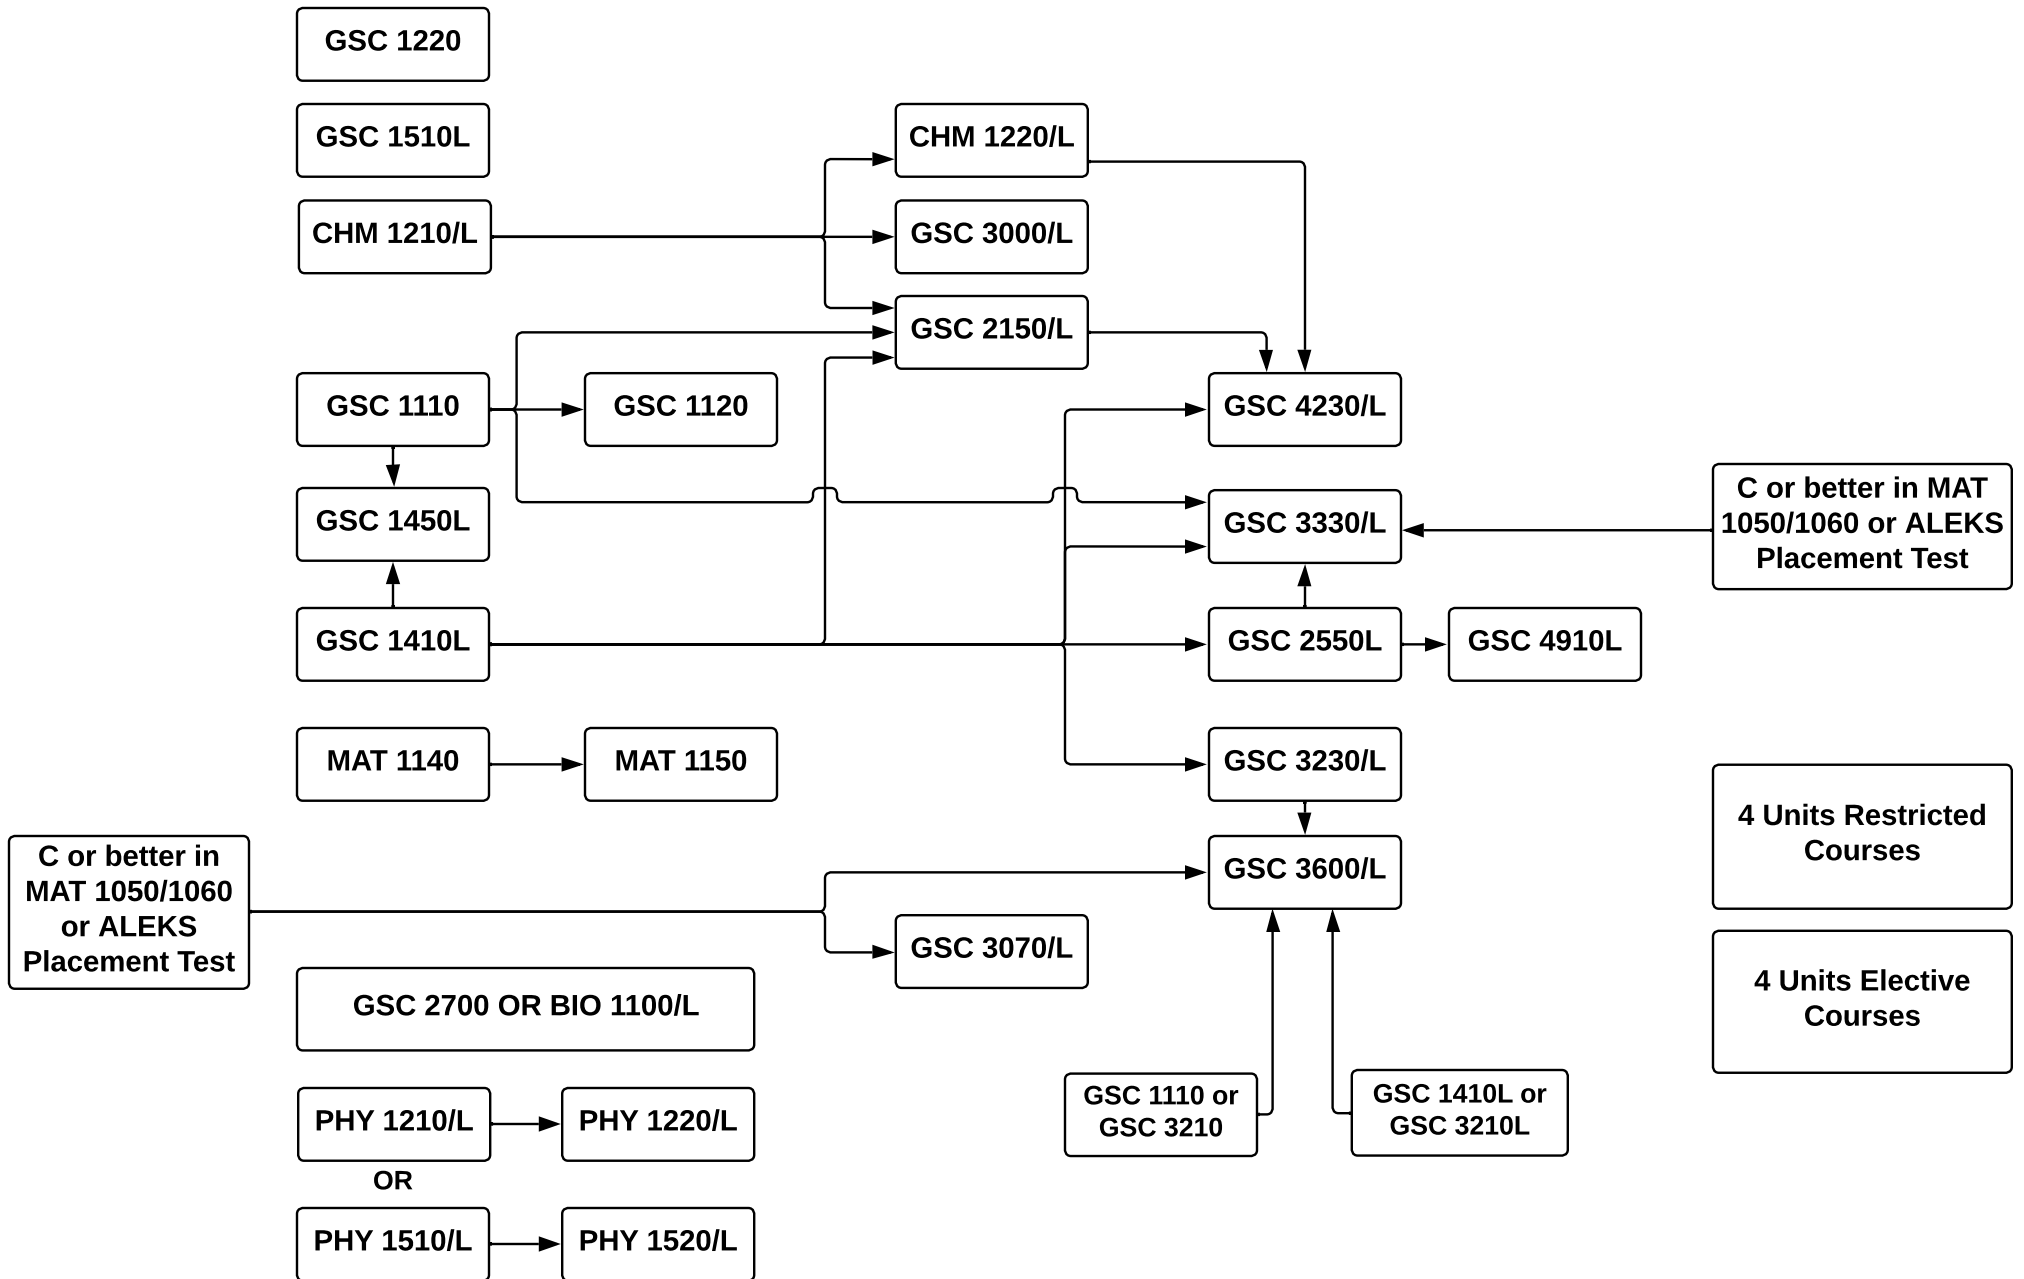 GSC 1220
GSC 1510L
CHM 1220/L
CHM 1210/L
GSC 3000/L
GSC 2150/L
GSC 1110
GSC 1120
GSC 4230/L
GSC 1450L
GSC 3330/L
C or better in MAT
1050/1060 or ALEKS
Placement Test
GSC 1410L
GSC 2550L
GSC 4910L
MAT 1140
MAT 1150
GSC 3230/L
4 Units Restricted
Courses
C or better in
MAT 1050/1060
or ALEKS
Placement Test
GSC 3600/L
GSC 3070/L
4 Units Elective
Courses
GSC 2700 OR BIO 1100/L
PHY 1210/L
PHY 1220/L
GSC 1110 or
GSC 3210
GSC 1410L or
GSC 3210L
OR
PHY 1510/L
PHY 1520/L